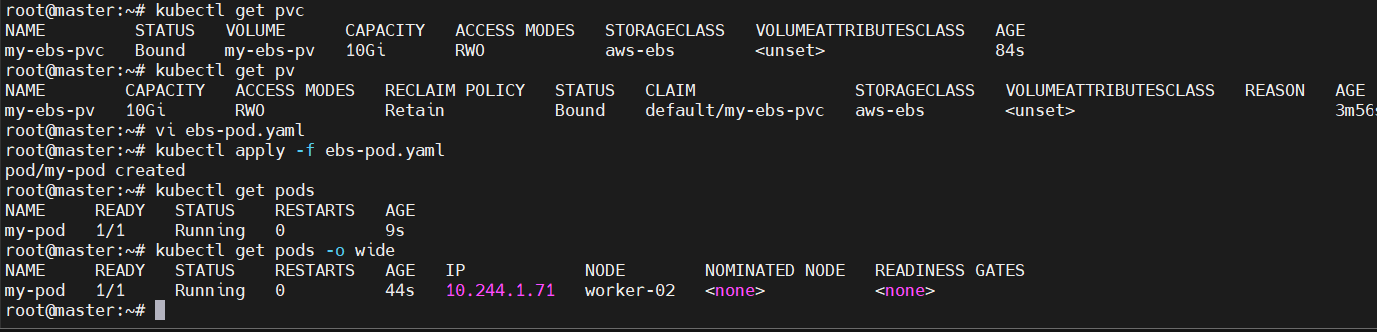 root@master:~# kubectl get pvc
NAME         STATUS   VOLUME      CAPACITY   ACCESS MODES   STORAGECLASS   VOLUMEATTRIBUTESCLASS   AGE
my-ebs-pvc   Bound    my-ebs-pv   10Gi       RWO            aws-ebs        <unset>                 84s
root@master:~# kubectl get pv
NAME        CAPACITY   ACCESS MODES   RECLAIM POLICY   STATUS   CLAIM                STORAGECLASS   VOLUMEATTRIBUTESCLASS   REASON   AGE
my-ebs-pv   10Gi       RWO            Retain           Bound    default/my-ebs-pvc   aws-ebs        <unset>                          3m56s
root@master:~# vi ebs-pod.yaml
root@master:~# kubectl apply -f ebs-pod.yaml
pod/my-pod created
root@master:~# kubectl get pods
NAME     READY   STATUS    RESTARTS   AGE
my-pod   1/1     Running   0          9s
root@master:~# kubectl get pods -o wide
NAME     READY   STATUS    RESTARTS   AGE   IP            NODE        NOMINATED NODE   READINESS GATES
my-pod   1/1     Running   0          44s   10.244.1.71   worker-02   <none>           <none>
root@master:~#